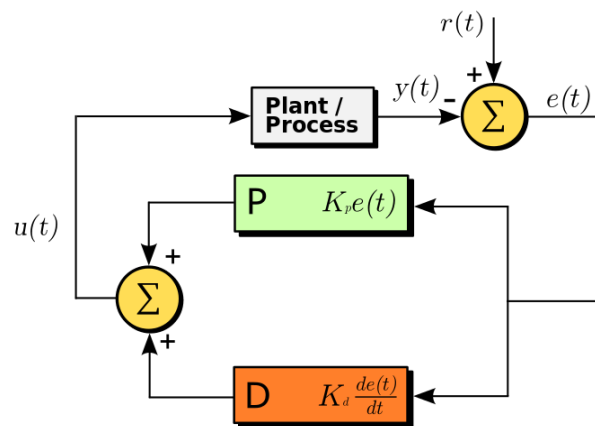 r(t)
+
Plant / y(t) - Σ e(t)
Process
P K_p e(t)
u(t)
+
Σ
+
D K_d de(t)/dt